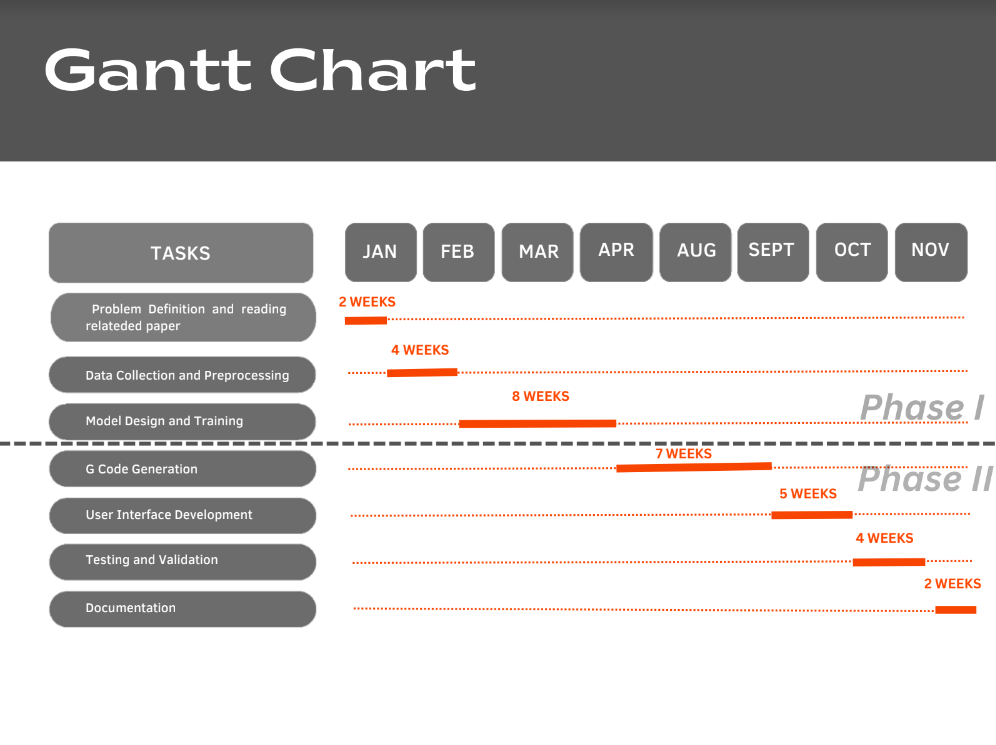 Gantt Chart
TASKS
JAN
FEB
MAR
APR
AUG
SEPT
OCT
NOV
Problem Definition and reading
relateded paper
2 WEEKS
Data Collection and Preprocessing
4 WEEKS
Model Design and Training
8 WEEKS
Phase I
G Code Generation
7 WEEKS
Phase II
User Interface Development
5 WEEKS
Testing and Validation
4 WEEKS
Documentation
2 WEEKS